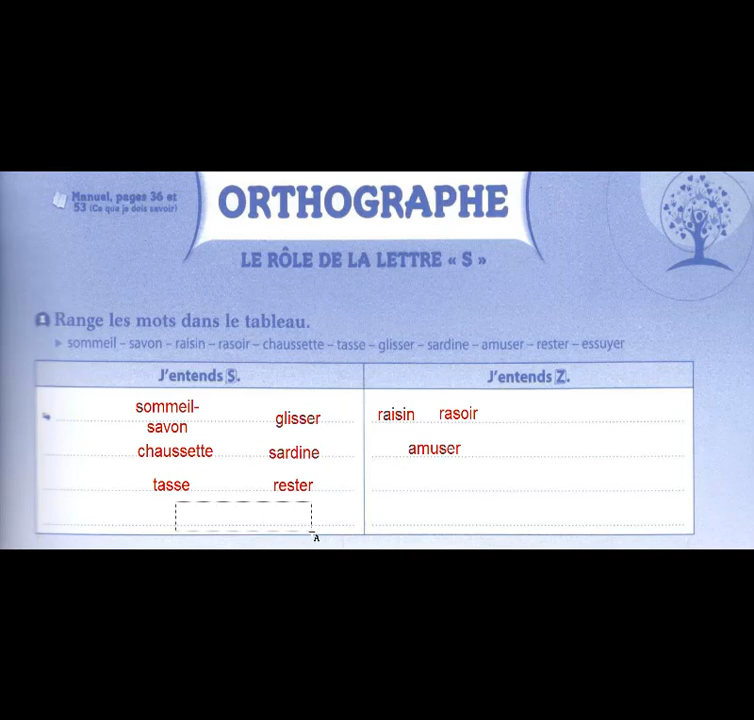 Manuel, pages 36 et
53 (Ce que je dois savoir)
ORTHOGRAPHE
LE RÔLE DE LA LETTRE « S »
1 Range les mots dans le tableau.
sommeil – savon – raisin – rasoir – chaussette – tasse – glisser – sardine – amuser – rester – essuyer
J'entends S.
J'entends Z.
sommeil-
savon
glisser
raisin rasoir
chaussette sardine
amuser
tasse rester
A